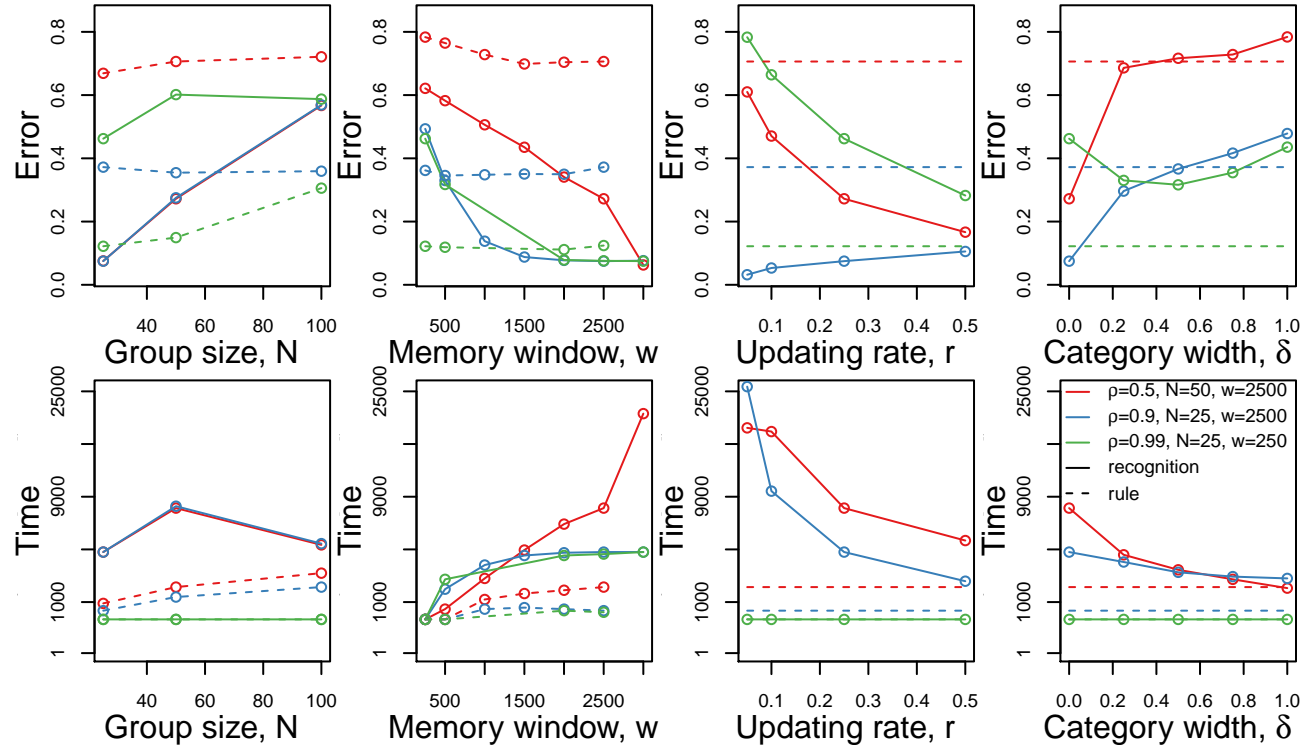 0.8
0.6
0.4
0.2
0.0
Error
40 60 80 100
Group size, N
0.8
0.6
0.4
0.2
0.0
Error
500 1500 2500
Memory window, w
0.8
0.6
0.4
0.2
0.0
Error
0.1 0.2 0.3 0.4 0.5
Updating rate, r
0.8
0.6
0.4
0.2
0.0
Error
0.0 0.2 0.4 0.6 0.8 1.0
Category width, δ
25000
90000
1000
1
Time
40 60 80 100
Group size, N
25000
90000
1000
1
Time
500 1500 2500
Memory window, w
25000
90000
1000
1
Time
0.1 0.2 0.3 0.4 0.5
Updating rate, r
25000
90000
1000
1
Time
ρ=0.5, N=50, w=2500
ρ=0.9, N=25, w=2500
ρ=0.99, N=25, w=250
recognition
rule
0.0 0.2 0.4 0.6 0.8 1.0
Category width, δ